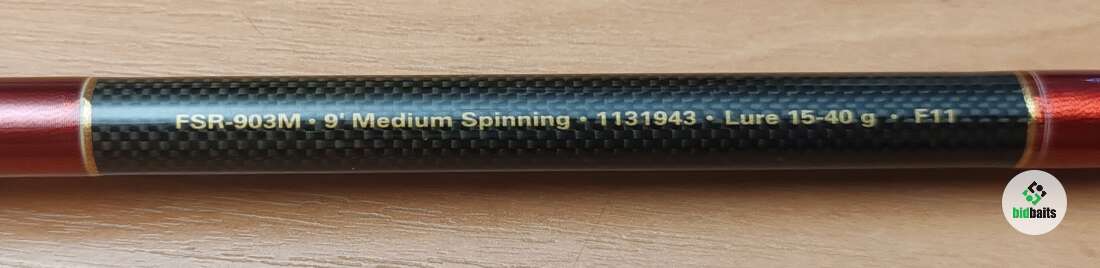 FSR-903M • 9' Medium Spinning • 1131943 • Lure 15-40 g • F11
bidbaits